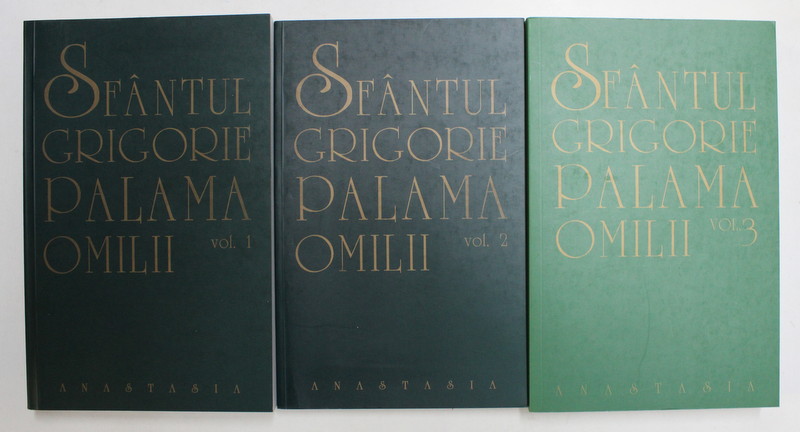 SFÂNTUL
GRIGORIE
PALAMA
OMILII vol. 1
ANASTASIA
SFÂNTUL
GRIGORIE
PALAMA
OMILII vol. 2
ANASTASIA
SFÂNTUL
GRIGORIE
PALAMA
OMILII vol. 3
ANASTASIA